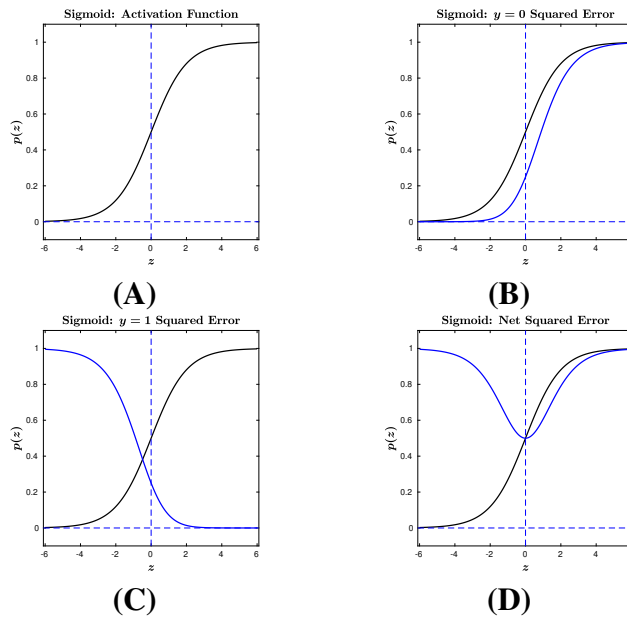 Sigmoid: Activation Function
1
0.8
0.6
0.4
0.2
0
p(z)
-6 -4 -2 0 2 4 6
z
(A)
Sigmoid: y = 0 Squared Error
1
0.8
0.6
0.4
0.2
0
p(z)
-6 -4 -2 0 2 4
z
(B)
Sigmoid: y = 1 Squared Error
1
0.8
0.6
0.4
0.2
0
p(z)
-6 -4 -2 0 2 4 6
z
(C)
Sigmoid: Net Squared Error
1
0.8
0.6
0.4
0.2
0
p(z)
-6 -4 -2 0 2 4
z
(D)